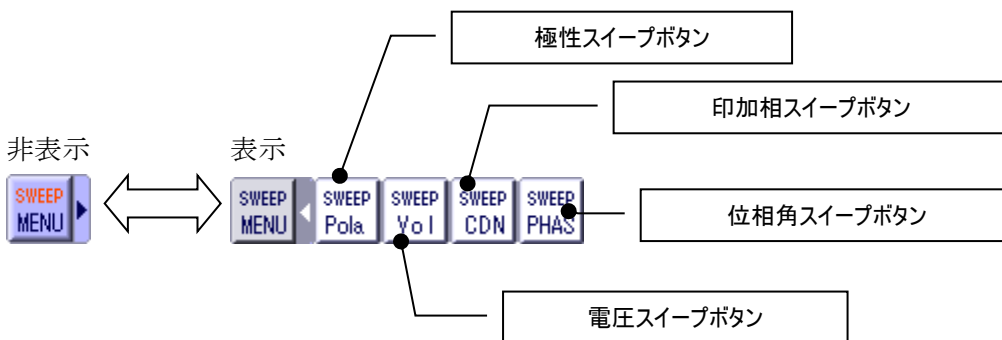 極性スイープボタン
印加相スイープボタン
非表示
表示
SWEEP
MENU
SWEEP
MENU
SWEEP
Pola
SWEEP
Vol
SWEEP
CDN
SWEEP
PHAS
位相角スイープボタン
電圧スイープボタン